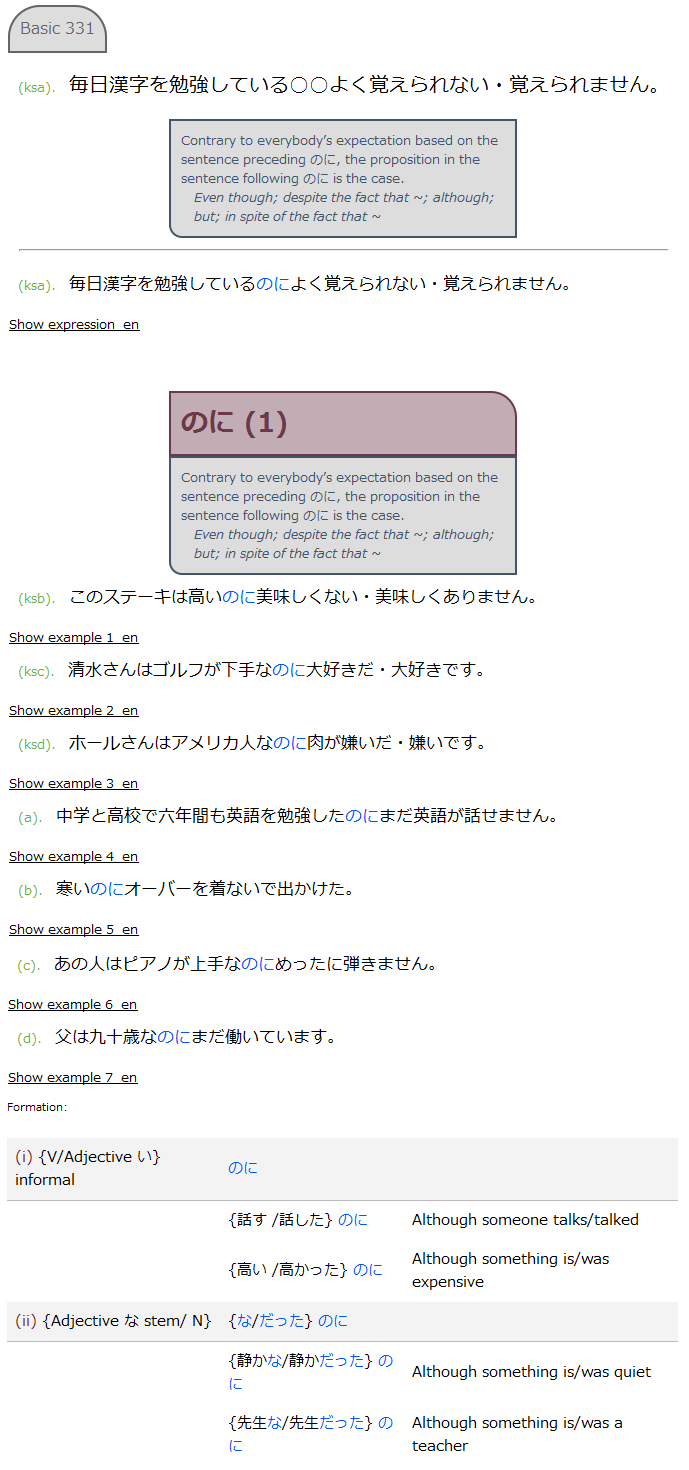 Basic 331
(ksa). 毎日漢字を勉強している○○よく覚えられない・覚えられません。
Contrary to everybody's expectation based on the
sentence preceding のに, the proposition in the
sentence following のに is the case.
Even though; despite the fact that ~; although;
but; in spite of the fact that ~
(ksa). 毎日漢字を勉強しているのによく覚えられない・覚えられません。
Show expression_en
のに (1)
Contrary to everybody's expectation based on the
sentence preceding のに, the proposition in the
sentence following のに is the case.
Even though; despite the fact that ~; although;
but; in spite of the fact that ~
(ksb). このステーキは高いのに美味しくない・美味しくありません。
Show example 1_en
(ksc). 清水さんはゴルフが下手なのに大好きだ・大好きです。
Show example 2_en
(ksd). ホールさんはアメリカ人なのに肉が嫌いだ・嫌いです。
Show example 3_en
(a). 中学と高校で六年間も英語を勉強したのにまだ英語が話せません。
Show example 4_en
(b). 寒いのにオーバーを着ないで出かけた。
Show example 5_en
(c). あの人はピアノが上手なのにめったに弾きません。
Show example 6_en
(d). 父は九十歳なのにまだ働いています。
Show example 7_en
Formation:
(i) {V/Adjective い}
informal
のに
{話す /話した} のに
Although someone talks/talked
{高い /高かった} のに
Although something is/was
expensive
(ii) {Adjective な stem/ N}
{な/だった} のに
{静かな/静かだった} の
に
Although something is/was quiet
{先生な/先生だった} の
に
Although something is/was a
teacher